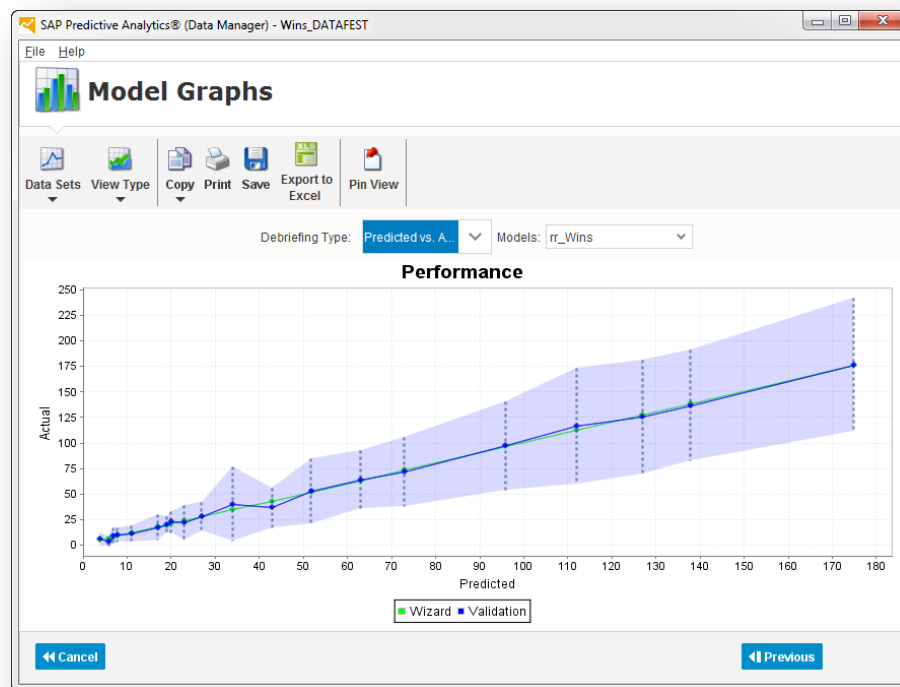 SAP Predictive Analytics® (Data Manager) - Wins_DATAFEST
File Help
Model Graphs
XLS
Data Sets View Type Copy Print Save Export to Excel Pin View
Debriefing Type: Predicted vs. A... Models: rr_Wins
Performance
250
225
200
175
150
125
100
75
50
25
0
Actual
0 10 20 30 40 50 60 70 80 90 100 110 120 130 140 150 160 170 180
Predicted
Wizard Validation
Cancel Previous